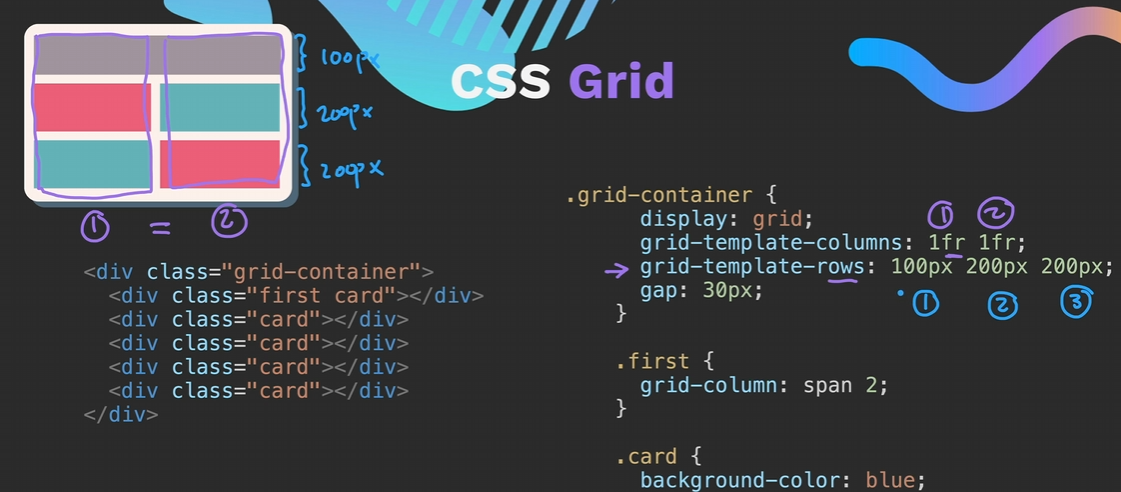 CSS Grid
100px
200px
200px
1 = 2
<div class="grid-container">
<div class="first card"></div>
<div class="card"></div>
<div class="card"></div>
<div class="card"></div>
<div class="card"></div>
</div>
.grid-container {
display: grid;
1 2
grid-template-columns: 1fr 1fr;
→ grid-template-rows: 100px 200px 200px;
gap: 30px;
1 2 3
}
.first {
grid-column: span 2;
}
.card {
background-color: blue;